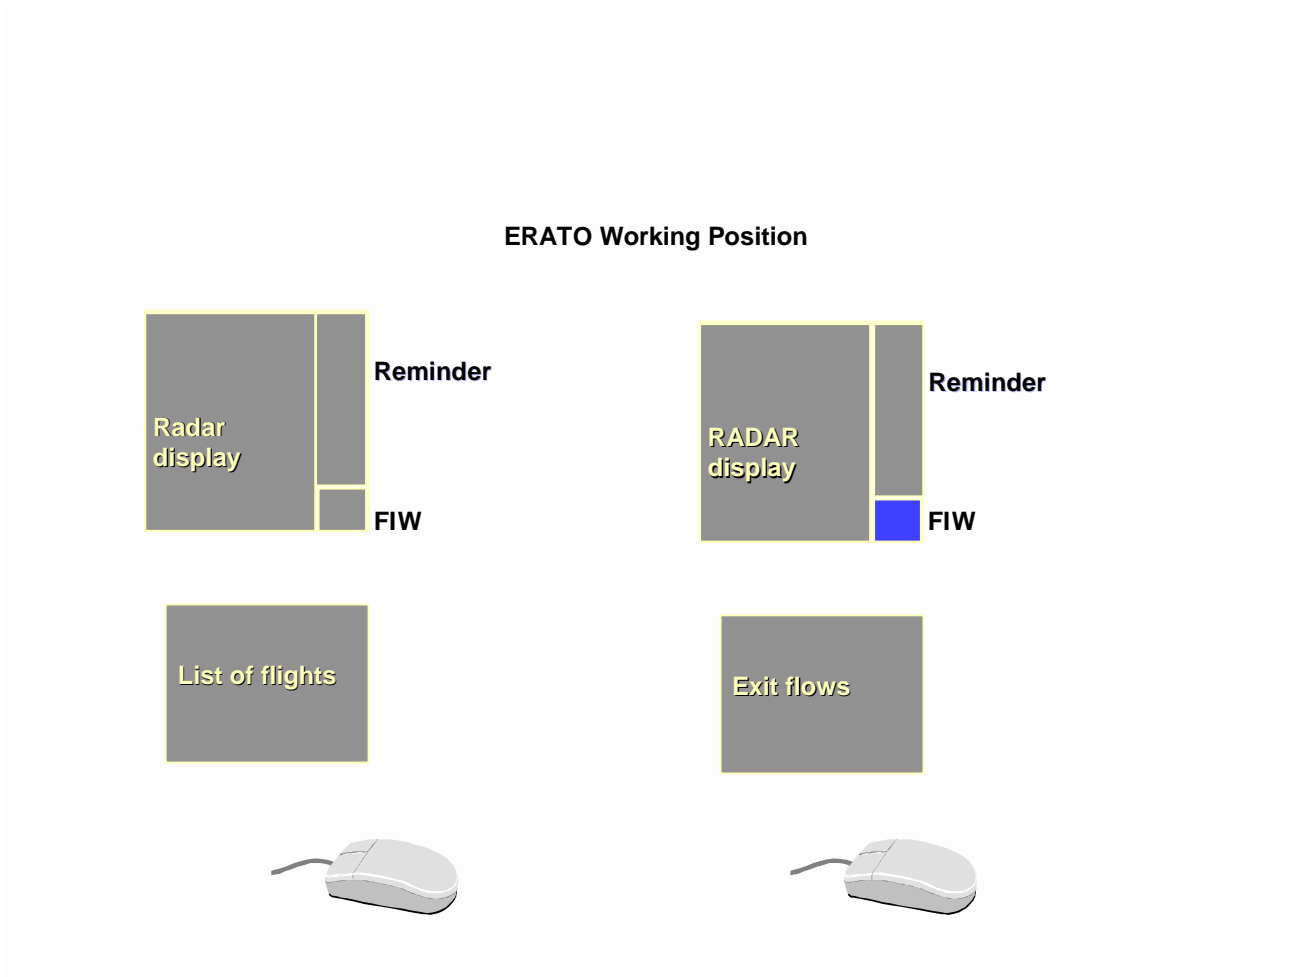 ERATO Working Position
Reminder
Radar
display
FIW
List of flights
Reminder
RADAR
display
FIW
Exit flows